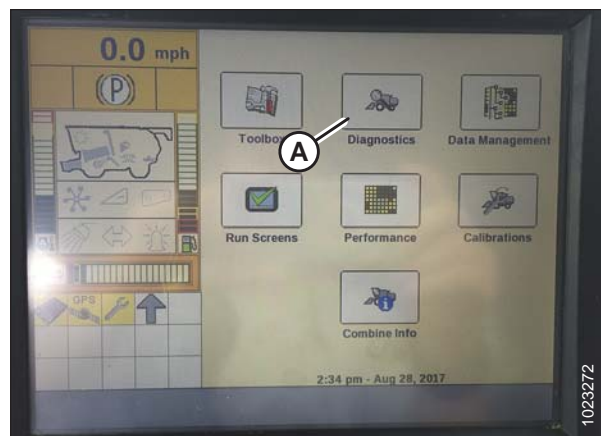 0.0 mph
(P)
Toolbox
Diagnostics
Data Management
A
Run Screens
Performance
Calibrations
GPS
Combine Info
2:34 pm - Aug 28, 2017
1023272